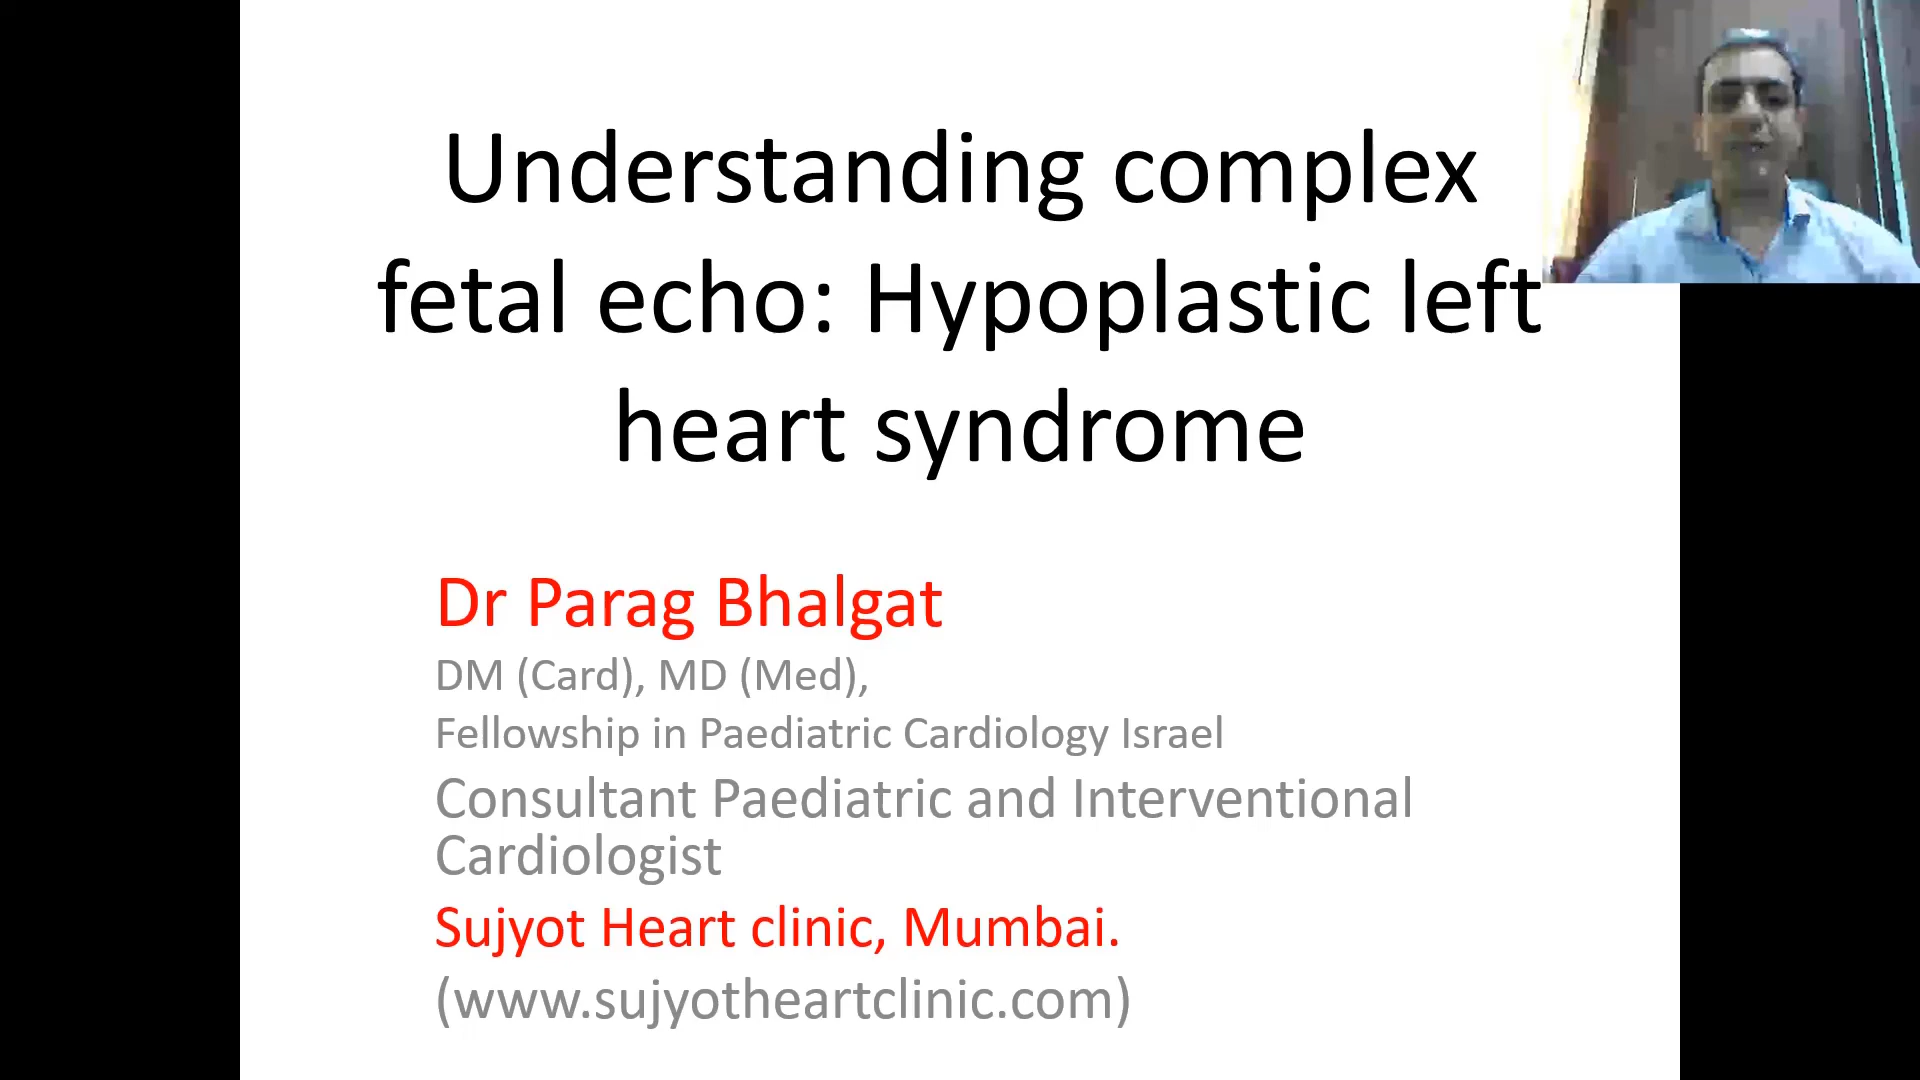 Understanding complex
fetal echo: Hypoplastic left
heart syndrome
Dr Parag Bhalgat
DM (Card), MD (Med),
Fellowship in Paediatric Cardiology Israel
Consultant Paediatric and Interventional
Cardiologist
Sujyot Heart clinic, Mumbai.
(www.sujyotheartclinic.com)